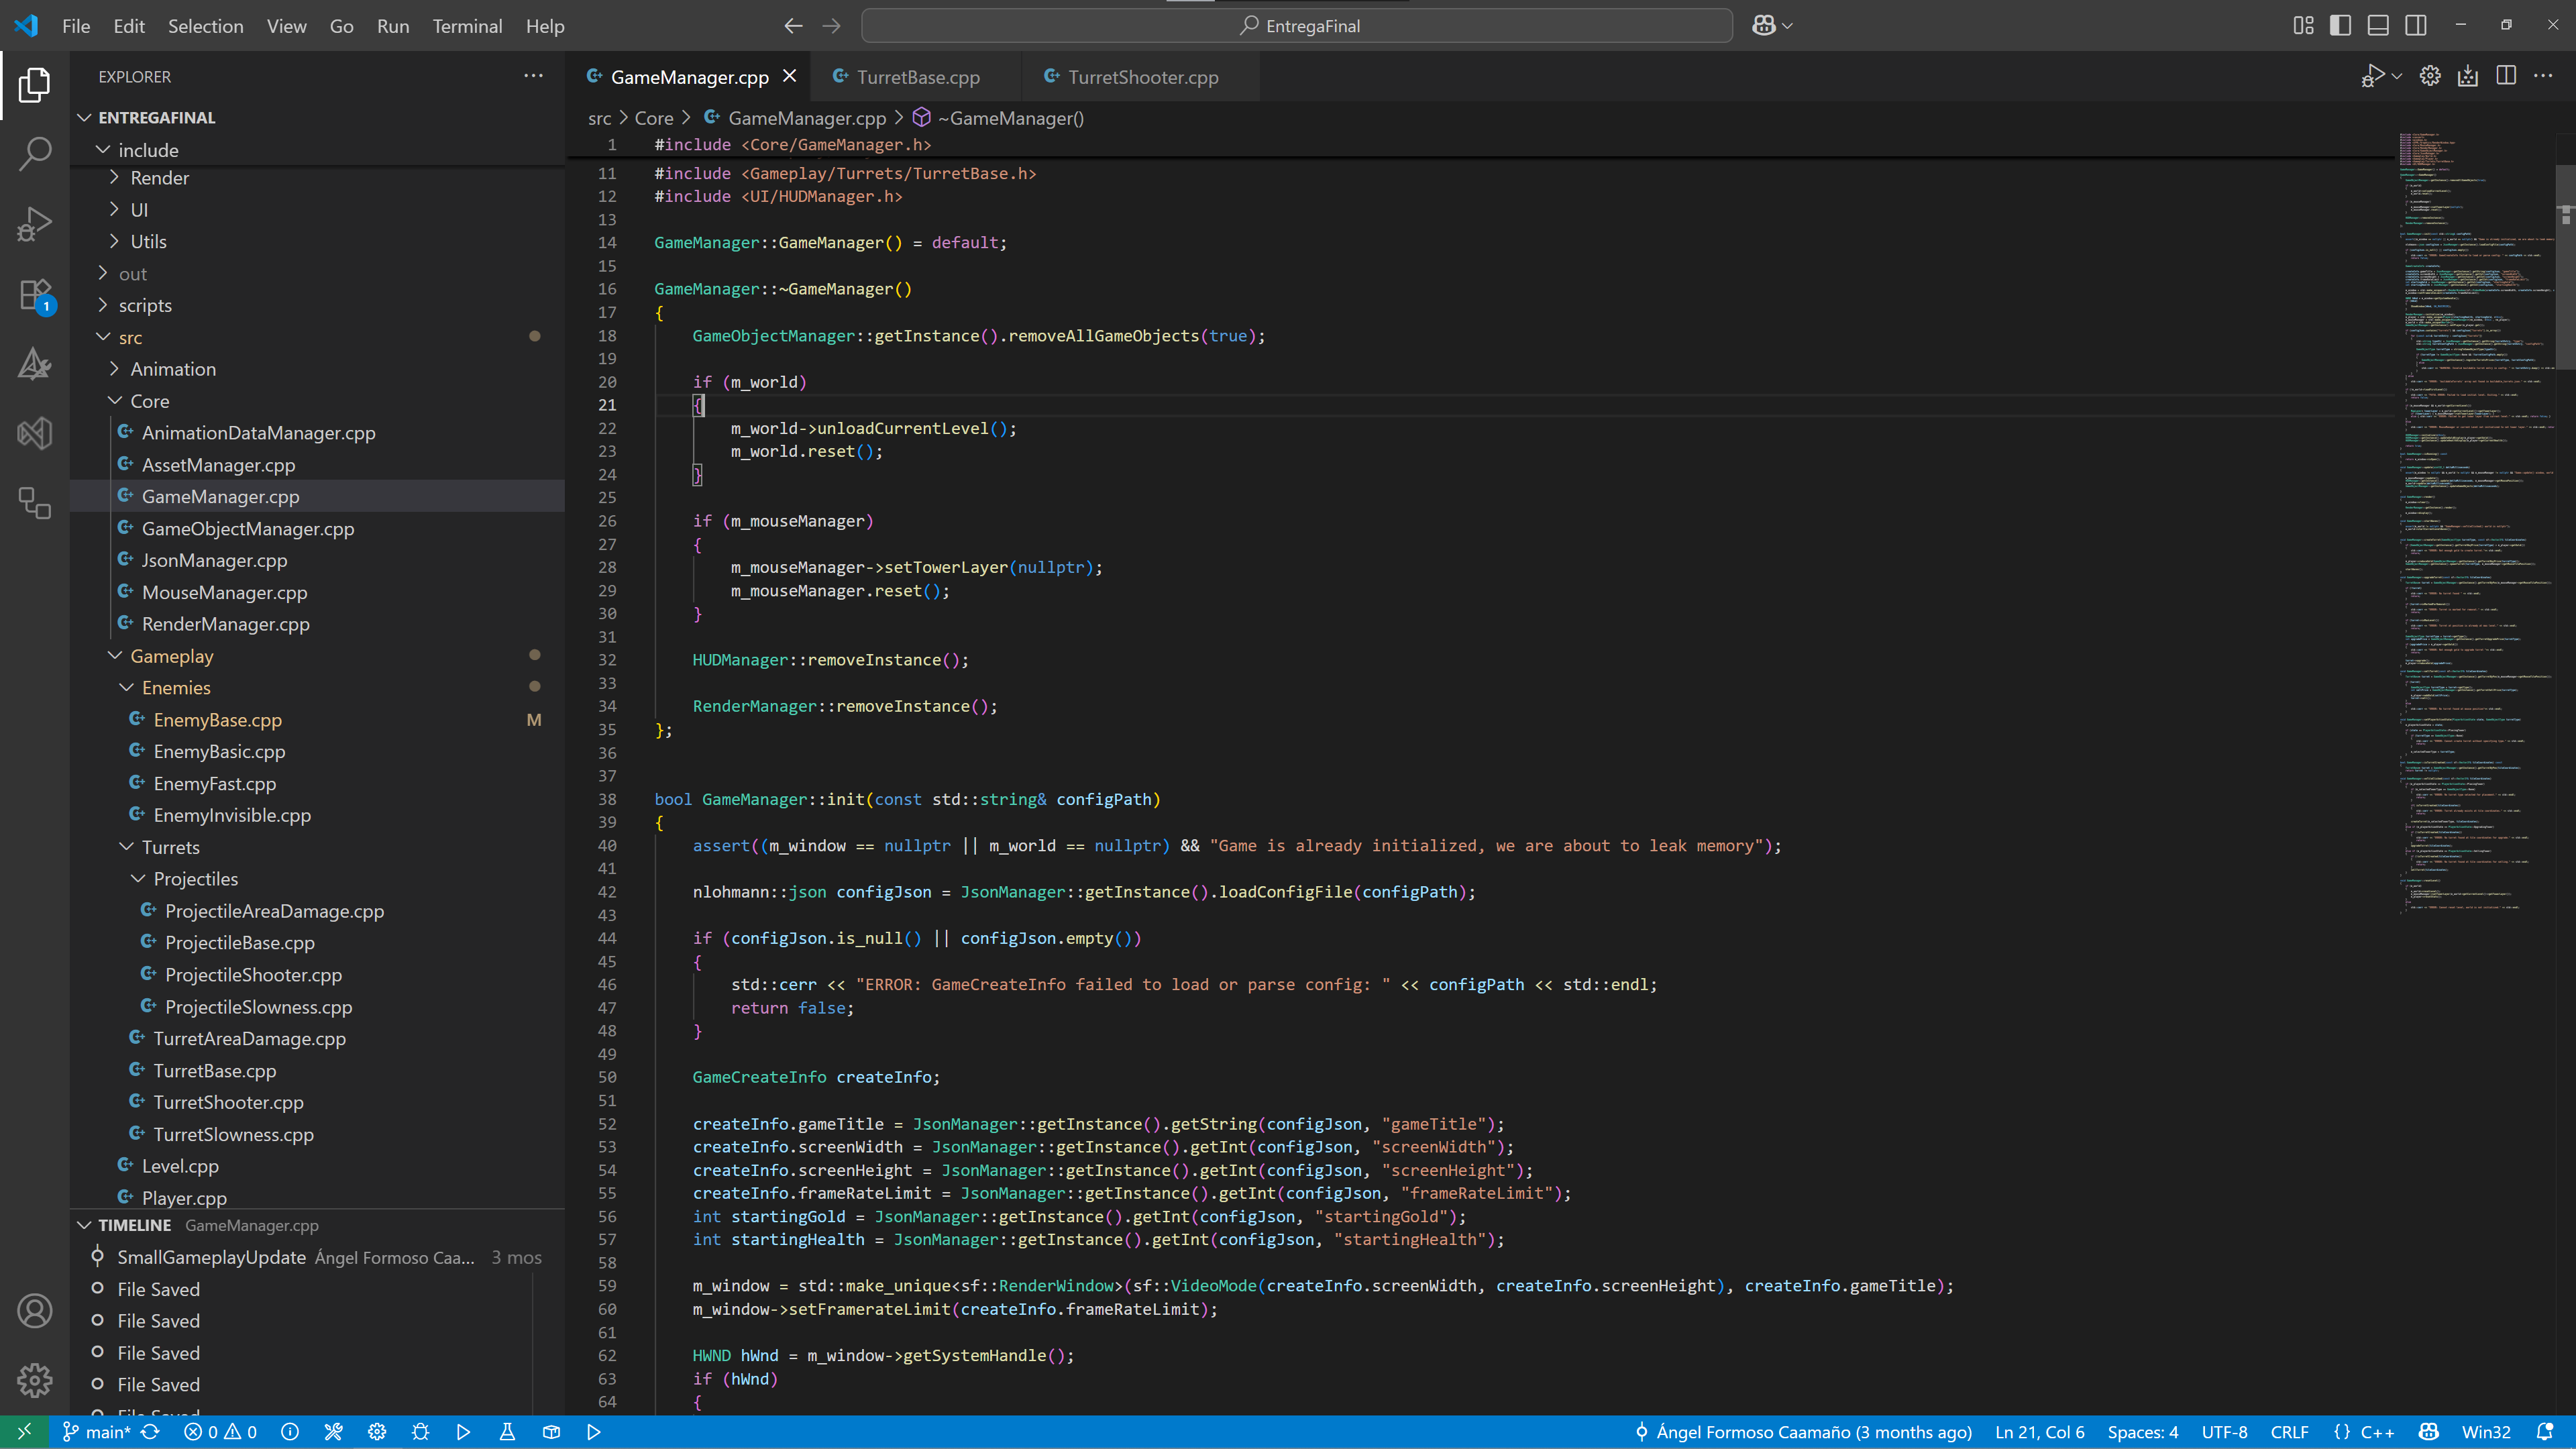 File Edit Selection View Go Run Terminal Help
EntregaFinal
EXPLORER
ENTREGAFINAL
include
Render
UI
Utils
out
scripts
src
Animation
Core
AnimationDataManager.cpp
AssetManager.cpp
GameManager.cpp
GameObjectManager.cpp
JsonManager.cpp
MouseManager.cpp
RenderManager.cpp
Gameplay
Enemies
EnemyBase.cpp M
EnemyBasic.cpp
EnemyFast.cpp
EnemyInvisible.cpp
Turrets
Projectiles
ProjectileAreaDamage.cpp
ProjectileBase.cpp
ProjectileShooter.cpp
ProjectileSlowness.cpp
TurretAreaDamage.cpp
TurretBase.cpp
TurretShooter.cpp
TurretSlowness.cpp
Level.cpp
Player.cpp
TIMELINE GameManager.cpp
SmallGameplayUpdate Ángel Formoso Caa... 3 mos
File Saved
File Saved
File Saved
File Saved
File Saved
1
GameManager.cpp TurretBase.cpp TurretShooter.cpp
src > Core > GameManager.cpp > ~GameManager()
1 #include <Core/GameManager.h>
11 #include <Gameplay/Turrets/TurretBase.h>
12 #include <UI/HUDManager.h>
13
14 GameManager::GameManager() = default;
15
16 GameManager::~GameManager()
17 {
18 GameObjectManager::getInstance().removeAllGameObjects(true);
19
20 if (m_world)
21 {
22 m_world->unloadCurrentLevel();
23 m_world.reset();
24 }
25
26 if (m_mouseManager)
27 {
28 m_mouseManager->setTowerLayer(nullptr);
29 m_mouseManager.reset();
30 }
31
32 HUDManager::removeInstance();
33
34 RenderManager::removeInstance();
35 };
36
37
38 bool GameManager::init(const std::string& configPath)
39 {
40 assert((m_window == nullptr || m_world == nullptr) && "Game is already initialized, we are about to leak memory");
41
42 nlohmann::json configJson = JsonManager::getInstance().loadConfigFile(configPath);
43
44 if (configJson.is_null() || configJson.empty())
45 {
46 std::cerr << "ERROR: GameCreateInfo failed to load or parse config: " << configPath << std::endl;
47 return false;
48 }
49
50 GameCreateInfo createInfo;
51
52 createInfo.gameTitle = JsonManager::getInstance().getString(configJson, "gameTitle");
53 createInfo.screenWidth = JsonManager::getInstance().getInt(configJson, "screenWidth");
54 createInfo.screenHeight = JsonManager::getInstance().getInt(configJson, "screenHeight");
55 createInfo.frameRateLimit = JsonManager::getInstance().getInt(configJson, "frameRateLimit");
56 int startingGold = JsonManager::getInstance().getInt(configJson, "startingGold");
57 int startingHealth = JsonManager::getInstance().getInt(configJson, "startingHealth");
58
59 m_window = std::make_unique<sf::RenderWindow>(sf::VideoMode(createInfo.screenWidth, createInfo.screenHeight), createInfo.gameTitle);
60 m_window->setFramerateLimit(createInfo.frameRateLimit);
61
62 HWND hWnd = m_window->getSystemHandle();
63 if (hWnd)
64 {
main* 0 0 Ángel Formoso Caamaño (3 months ago) Ln 21, Col 6 Spaces: 4 UTF-8 CRLF {} C++ Win32